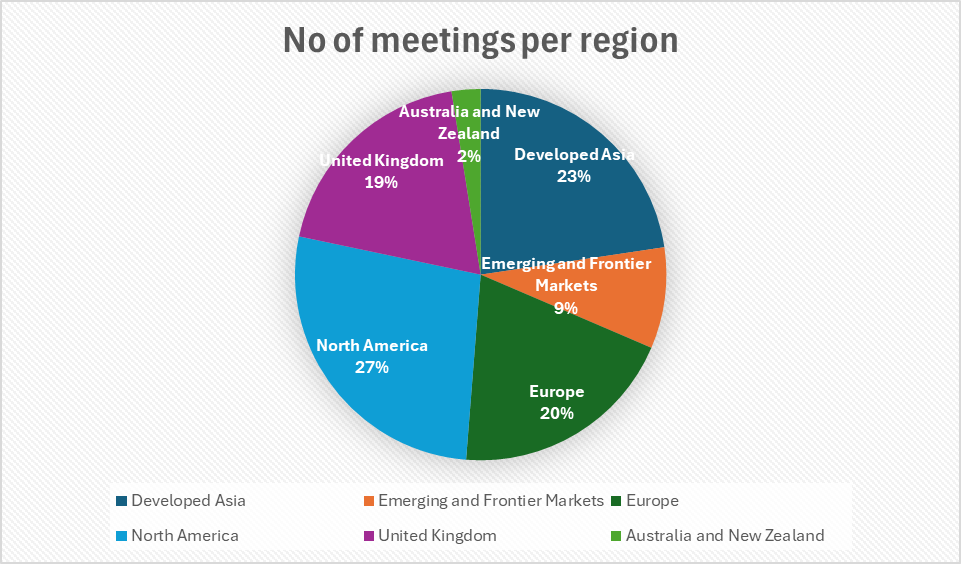 No of meetings per region
Australia and New
Zealand
2%
Developed Asia
23%
United Kingdom
19%
Emerging and Frontier
Markets
9%
North America
27%
Europe
20%
Developed Asia
Emerging and Frontier Markets
Europe
North America
United Kingdom
Australia and New Zealand